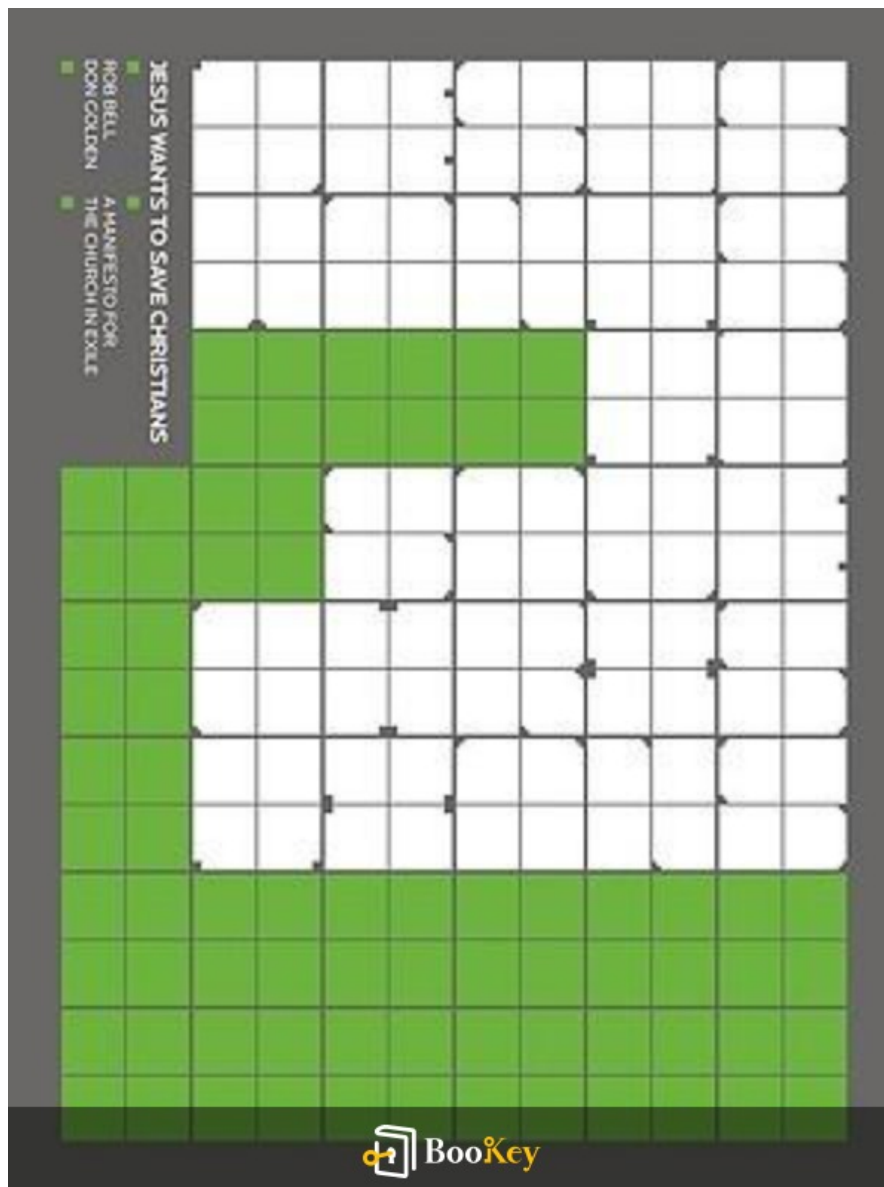 JESUS WANTS TO SAVE CHRISTIANS
ROB BELL
DON GOLDEN
A MANIFESTO FOR
THE CHURCH IN EXILE
BooKey